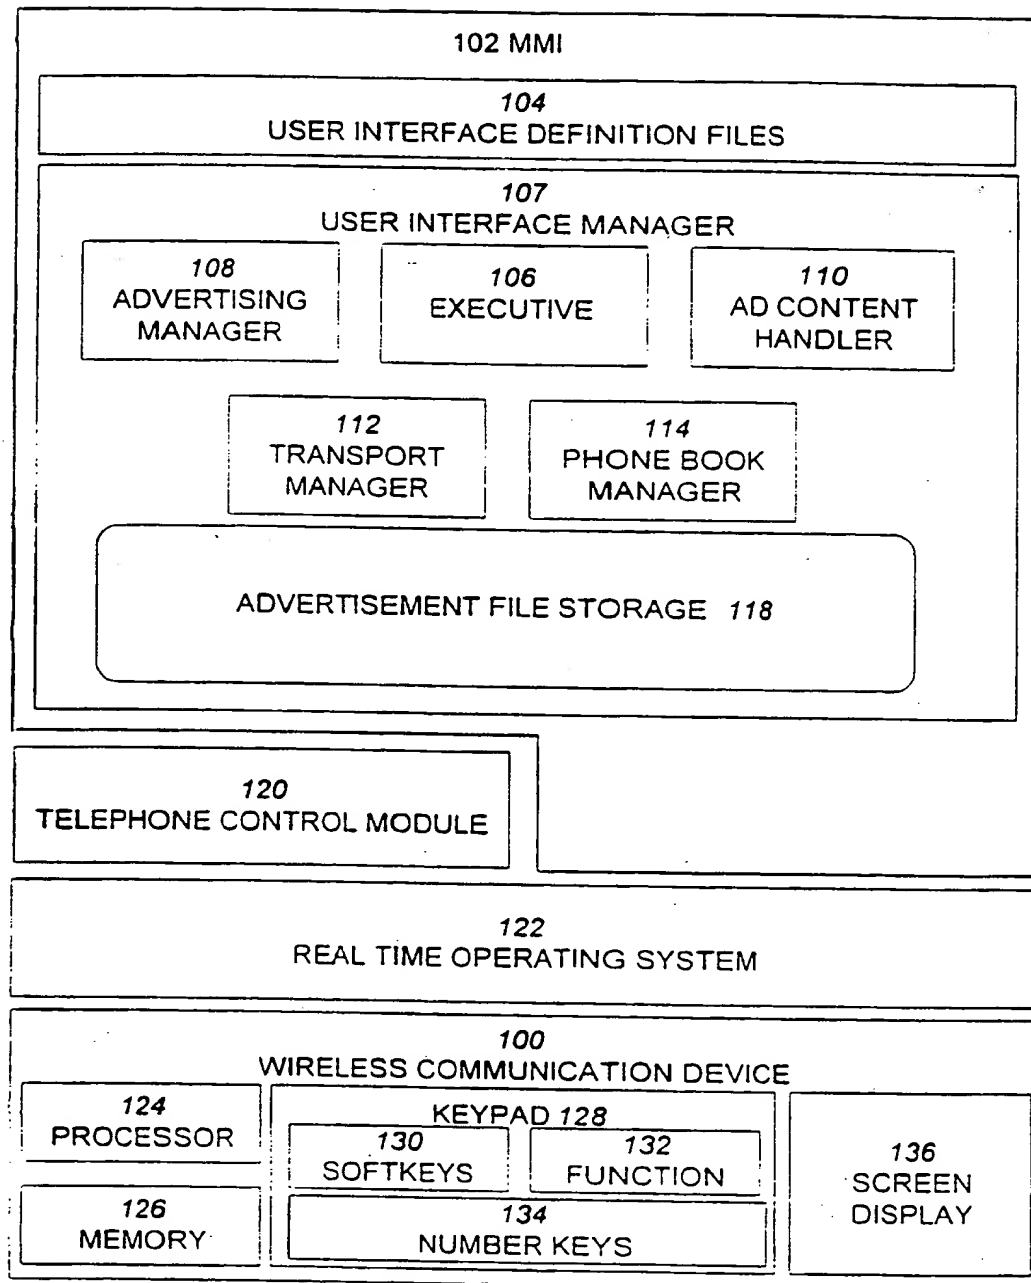 102 MMI
104
USER INTERFACE DEFINITION FILES
107
USER INTERFACE MANAGER
108
ADVERTISING
MANAGER
106
EXECUTIVE
110
AD CONTENT
HANDLER
112
TRANSPORT
MANAGER
114
PHONE BOOK
MANAGER
ADVERTISEMENT FILE STORAGE 118
120
TELEPHONE CONTROL MODULE
122
REAL TIME OPERATING SYSTEM
100
WIRELESS COMMUNICATION DEVICE
124
PROCESSOR
126
MEMORY
KEYPAD 128
130
SOFTKEYS
132
FUNCTION
134
NUMBER KEYS
136
SCREEN
DISPLAY